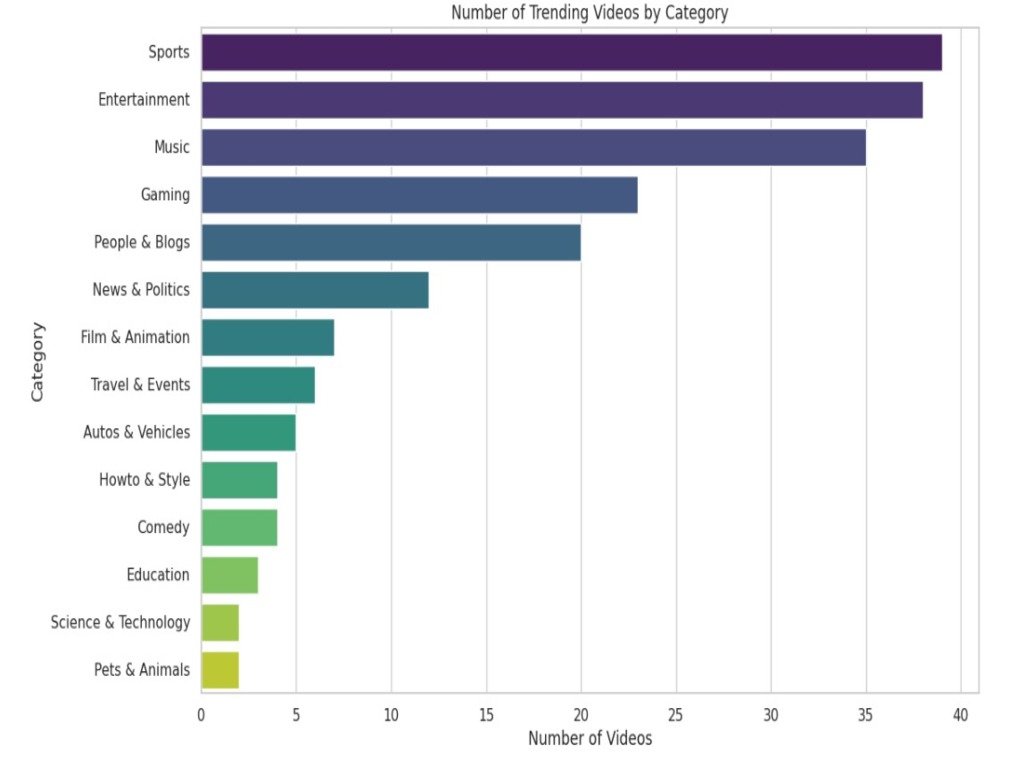 Number of Trending Videos by Category
Sports
Entertainment
Music
Gaming
People & Blogs
News & Politics
Film & Animation
Travel & Events
Autos & Vehicles
Howto & Style
Comedy
Education
Science & Technology
Pets & Animals
Category
0 5 10 15 20 25 30 35 40
Number of Videos